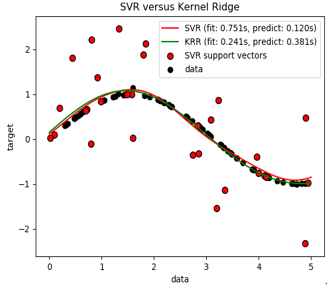 SVR versus Kernel Ridge
SVR (fit: 0.751s, predict: 0.120s)
KRR (fit: 0.241s, predict: 0.381s)
SVR support vectors
data
target
2
1
0
−1
−2
0
1
2
3
4
5
data